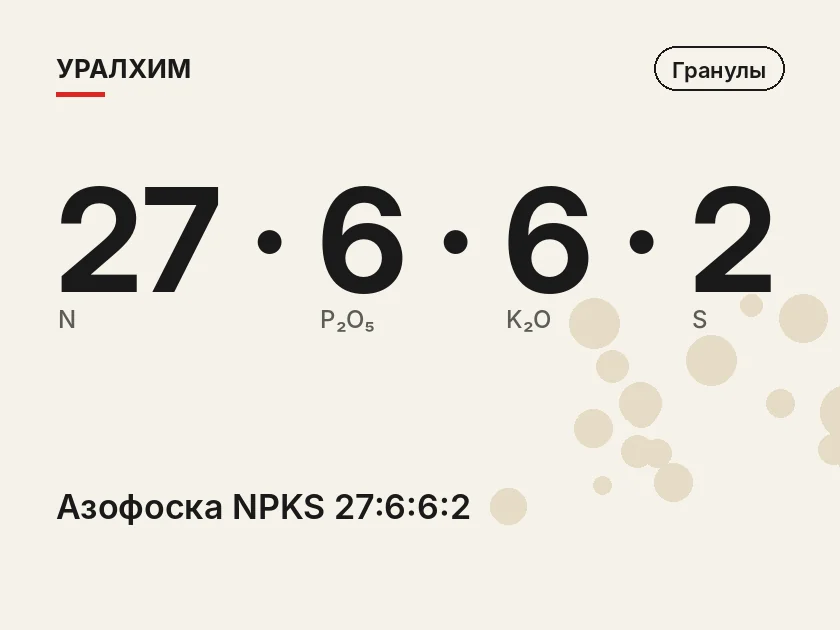 УРАЛХИМ
Гранулы
27 · 6 · 6 · 2
N P₂O₅ K₂O S
Азофоска NPKS 27:6:6:2